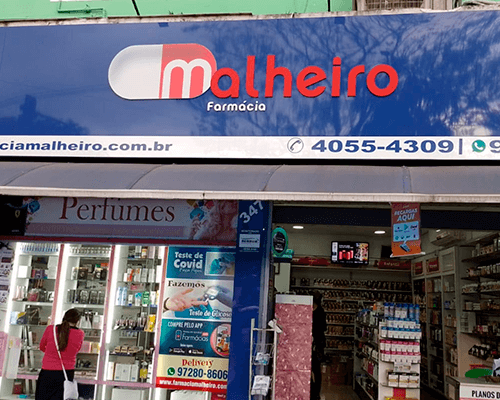 Malheiro
Farmácia
ciamalheiro.com.br
4055-4309 | 9
Perfumes
347
RECARGAS
AQUI
Teste de
Covid
Fazemos
Teste de Glicose
COMPRE PELO APP
Farmácias
Delivery
97280-8606
www.farmaciamalheiro.com
PLANOS D